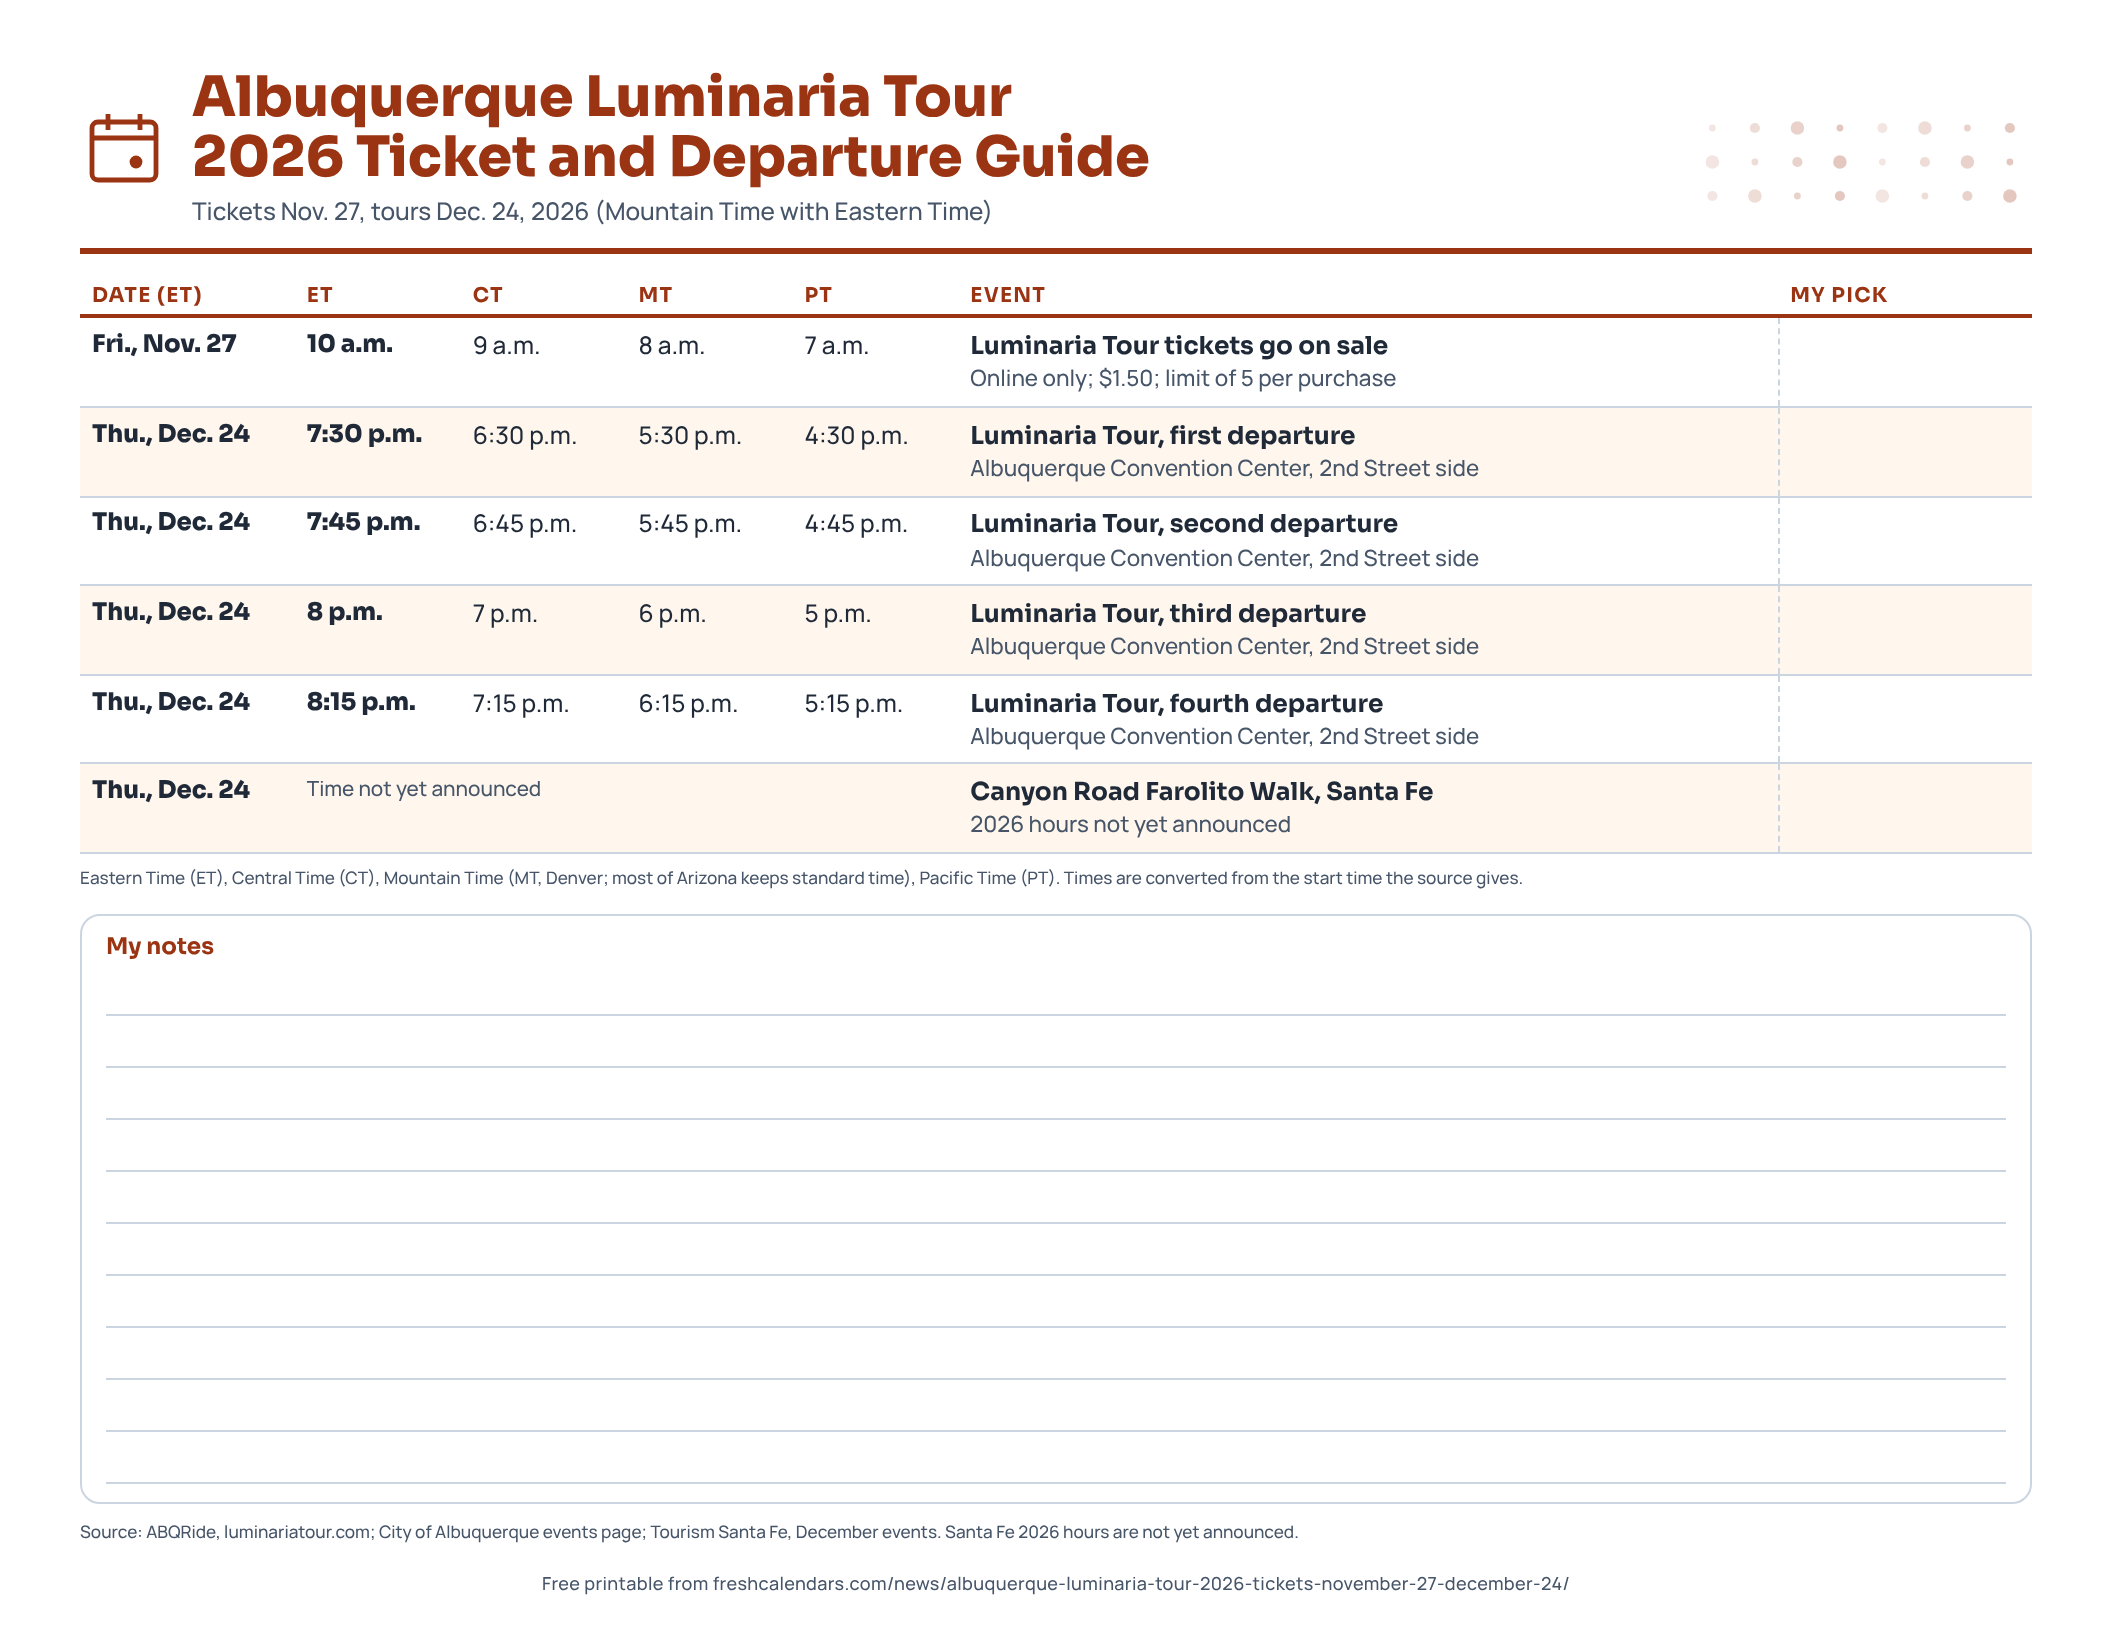 Albuquerque Luminaria Tour
2026 Ticket and Departure Guide
Tickets Nov. 27, tours Dec. 24, 2026 (Mountain Time with Eastern Time)
DATE (ET) ET CT MT PT EVENT MY PICK
Fri., Nov. 27 10 a.m. 9 a.m. 8 a.m. 7 a.m. Luminaria Tour tickets go on sale
Online only; $1.50; limit of 5 per purchase
Thu., Dec. 24 7:30 p.m. 6:30 p.m. 5:30 p.m. 4:30 p.m. Luminaria Tour, first departure
Albuquerque Convention Center, 2nd Street side
Thu., Dec. 24 7:45 p.m. 6:45 p.m. 5:45 p.m. 4:45 p.m. Luminaria Tour, second departure
Albuquerque Convention Center, 2nd Street side
Thu., Dec. 24 8 p.m. 7 p.m. 6 p.m. 5 p.m. Luminaria Tour, third departure
Albuquerque Convention Center, 2nd Street side
Thu., Dec. 24 8:15 p.m. 7:15 p.m. 6:15 p.m. 5:15 p.m. Luminaria Tour, fourth departure
Albuquerque Convention Center, 2nd Street side
Thu., Dec. 24 Time not yet announced Canyon Road Farolito Walk, Santa Fe
2026 hours not yet announced
Eastern Time (ET), Central Time (CT), Mountain Time (MT, Denver; most of Arizona keeps standard time), Pacific Time (PT). Times are converted from the start time the source gives.
My notes
Source: ABQRide, luminariatour.com; City of Albuquerque events page; Tourism Santa Fe, December events. Santa Fe 2026 hours are not yet announced.
Free printable from freshcalendars.com/news/albuquerque-luminaria-tour-2026-tickets-november-27-december-24/